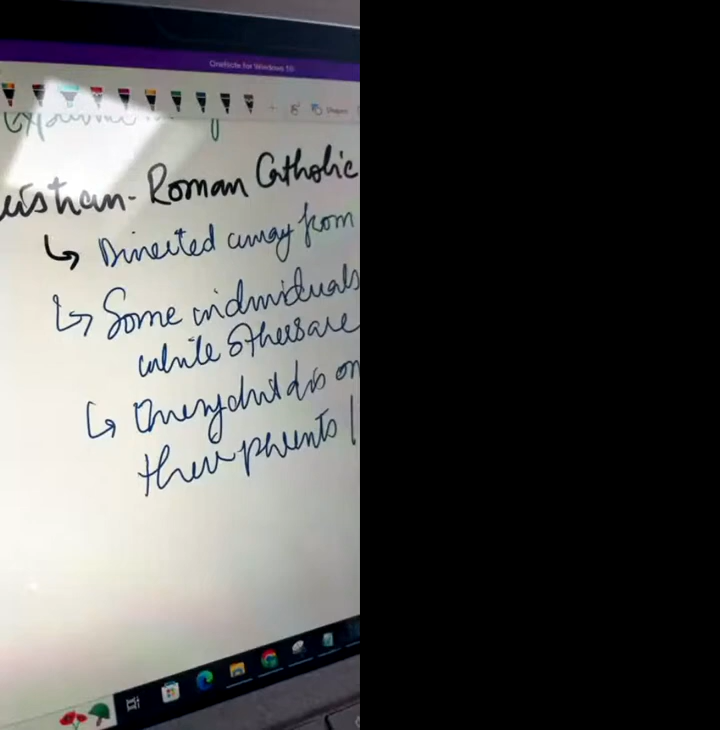 OneNote for Windows 10
Shapes
- Roman Catholic
↳ Directed away from
↳ Some individuals
while others are
↳ Every child is on
their parents